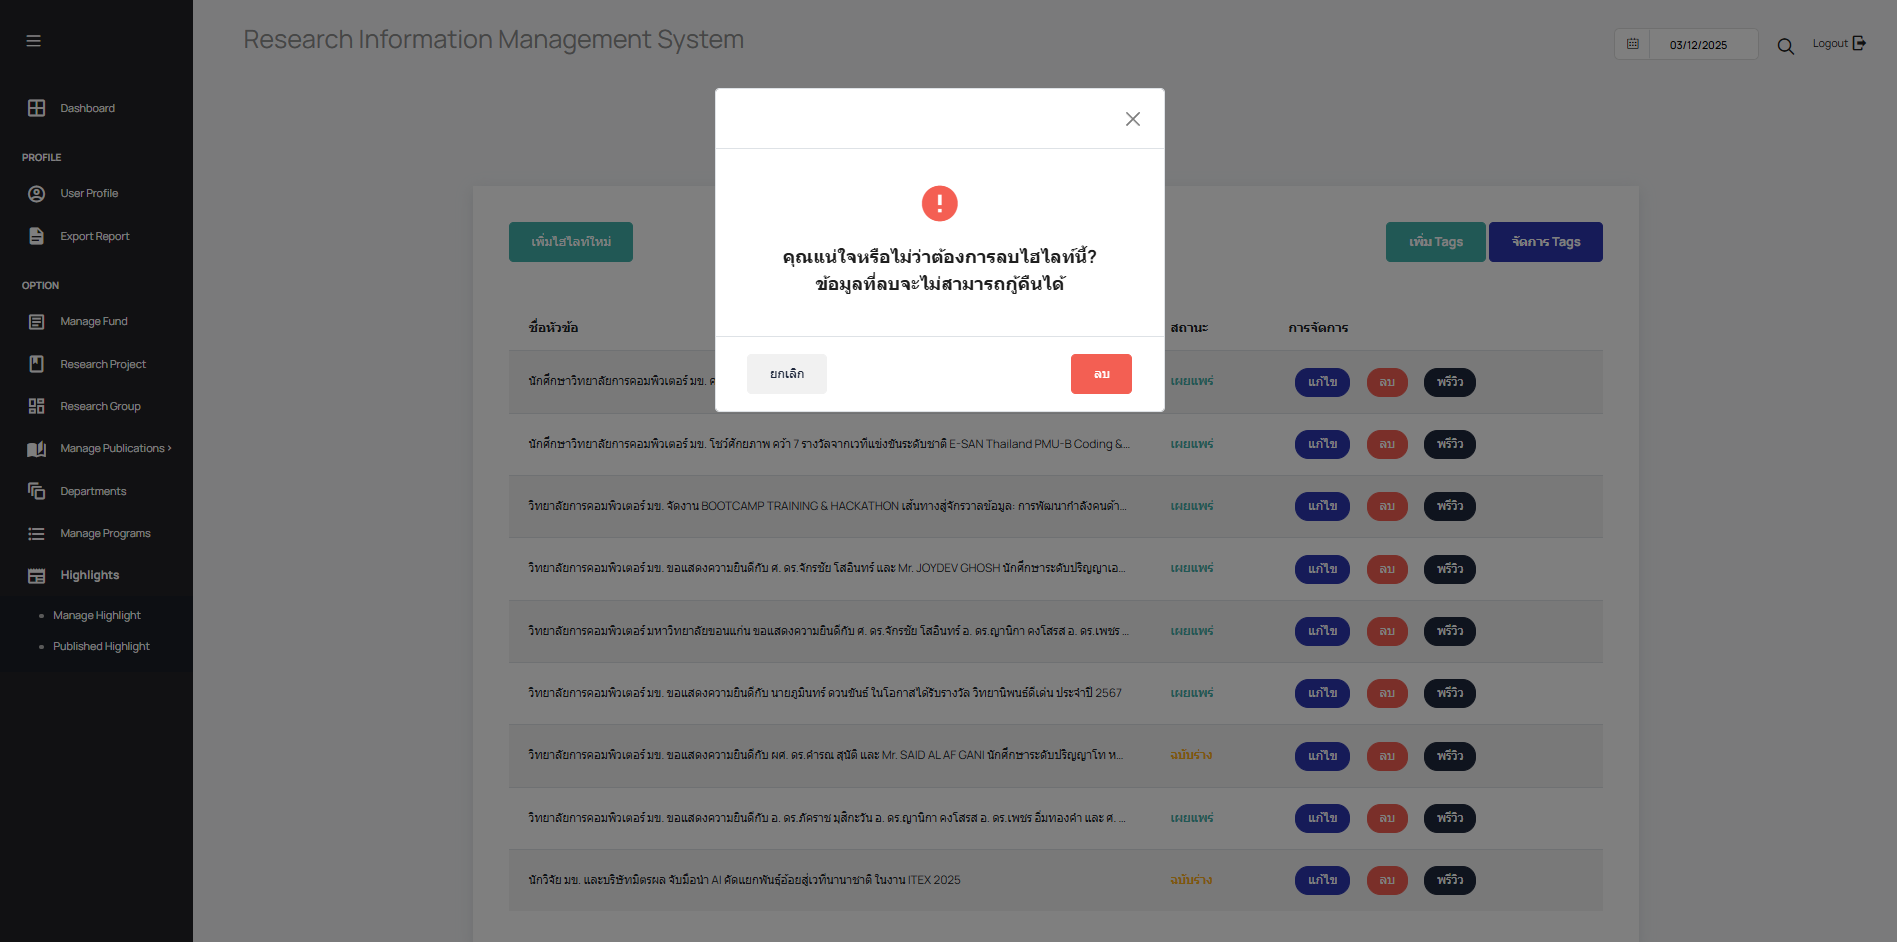 Research Information Management System
03/12/2025
Logout
Dashboard
PROFILE
User Profile
Export Report
OPTION
Manage Fund
Research Project
Research Group
Manage Publications
Departments
Manage Programs
Highlights
Manage Highlight
Published Highlight
คุณแน่ใจหรือไม่ว่าต้องการลบไฮไลท์นี้?
ข้อมูลที่ลบจะไม่สามารถกู้คืนได้
ยกเลิก ลบ
เพิ่มไฮไลท์ใหม่ เพิ่ม Tags จัดการ Tags
ชื่อหัวข้อ สถานะ การจัดการ
นักศึกษาวิทยาลัยการคอมพิวเตอร์ มข. ค เผยแพร่ แก้ไข ลบ พรีวิว
นักศึกษาวิทยาลัยการคอมพิวเตอร์ มข. โชว์ศักยภาพ คว้า 7 รางวัลจากเวทีแข่งขันระดับชาติ E-SAN Thailand PMU-B Coding &... เผยแพร่ แก้ไข ลบ พรีวิว
วิทยาลัยการคอมพิวเตอร์ มข. จัดงาน BOOTCAMP TRAINING & HACKATHON เส้นทางสู่จักรวาลข้อมูล: การพัฒนากำลังคนด้า... เผยแพร่ แก้ไข ลบ พรีวิว
วิทยาลัยการคอมพิวเตอร์ มข. ขอแสดงความยินดีกับ ศ. ดร.จักรชัย โสอินทร์ และ Mr. JOYDEV GHOSH นักศึกษาระดับปริญญาเอ... เผยแพร่ แก้ไข ลบ พรีวิว
วิทยาลัยการคอมพิวเตอร์ มหาวิทยาลัยขอนแก่น ขอแสดงความยินดีกับ ศ. ดร.จักรชัย โสอินทร์ อ. ดร.ญานิกา คงโสรส อ. ดร.เพชร ... เผยแพร่ แก้ไข ลบ พรีวิว
วิทยาลัยการคอมพิวเตอร์ มข. ขอแสดงความยินดีกับ นายภูมินทร์ ดวนขันธ์ ในโอกาสได้รับรางวัล วิทยานิพนธ์ดีเด่น ประจำปี 2567 เผยแพร่ แก้ไข ลบ พรีวิว
วิทยาลัยการคอมพิวเตอร์ มข. ขอแสดงความยินดีกับ ผศ. ดร.คำรณ สุนัติ และ Mr. SAID AL AF GANI นักศึกษาระดับปริญญาโท ห... ฉบับร่าง แก้ไข ลบ พรีวิว
วิทยาลัยการคอมพิวเตอร์ มข. ขอแสดงความยินดีกับ อ. ดร.ภัคราช มุสิกะวัน อ. ดร.ญานิกา คงโสรส อ. ดร.เพชร อิ่มทองคำ และ ศ. ... เผยแพร่ แก้ไข ลบ พรีวิว
นักวิจัย มข. และบริษัทมิตรผล จับมือนำ AI คัดแยกพันธุ์อ้อยสู่เวทีนานาชาติ ในงาน ITEX 2025 ฉบับร่าง แก้ไข ลบ พรีวิว